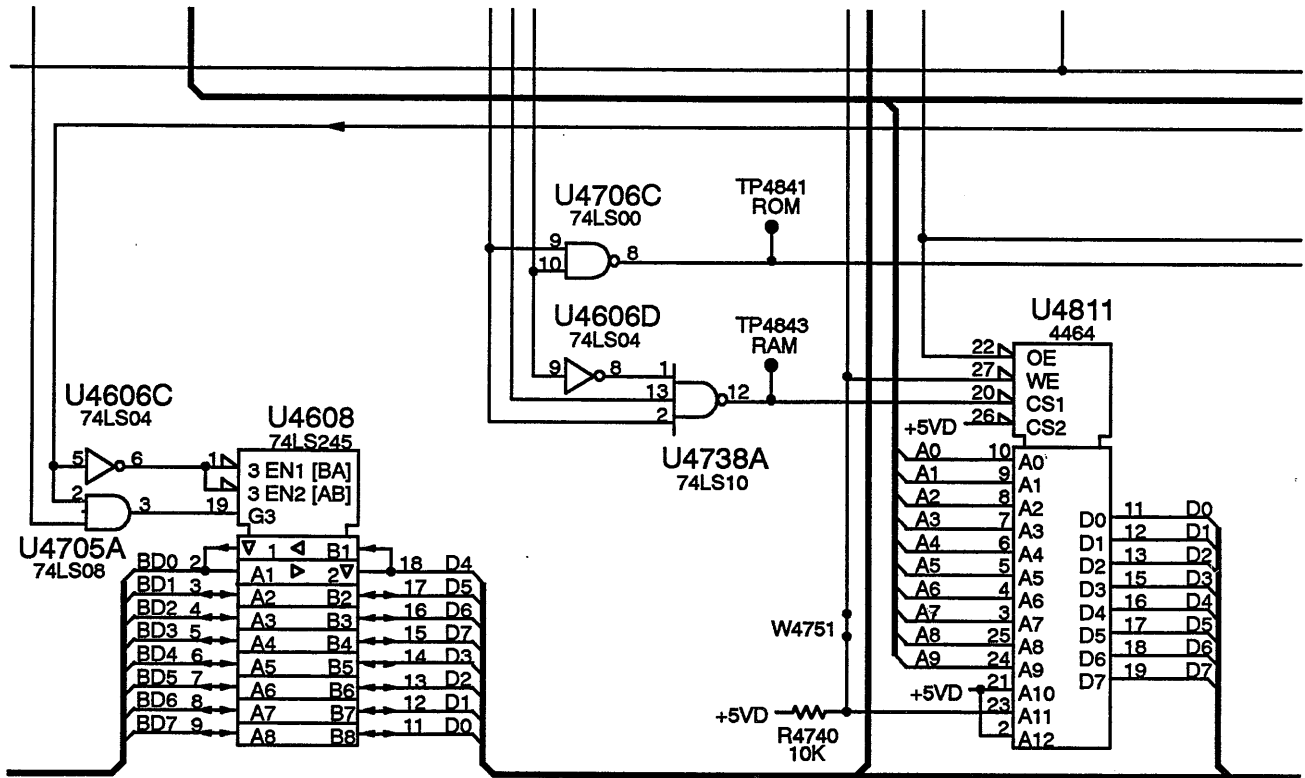 U4706C
74LS00
9
10
8
TP4841
ROM
U4606D
74LS04
9
8
1
13
2
12
TP4843
RAM
U4738A
74LS10
U4811
4464
22
OE
27
WE
20
CS1
26
CS2
+5VD
A0
10
A0
A1
9
A1
A2
8
A2
A3
7
A3
A4
6
A4
A5
5
A5
A6
4
A6
A7
3
A7
A8
25
A8
A9
24
A9
+5VD
21
A10
23
A11
2
A12
D0
11
D0
D1
12
D1
D2
13
D2
D3
15
D3
D4
16
D4
D5
17
D5
D6
18
D6
D7
19
D7
W4751
+5VD
R4740
10K
U4606C
74LS04
5
6
2
3
U4705A
74LS08
U4608
74LS245
1
3 EN1 [BA]
3 EN2 [AB]
19
G3
1
B1
BD0
2
A1
2
18
D4
BD1
3
A2
B2
17
D5
BD2
4
A3
B3
16
D6
BD3
5
A4
B4
15
D7
BD4
6
A5
B5
14
D3
BD5
7
A6
B6
13
D2
BD6
8
A7
B7
12
D1
BD7
9
A8
B8
11
D0